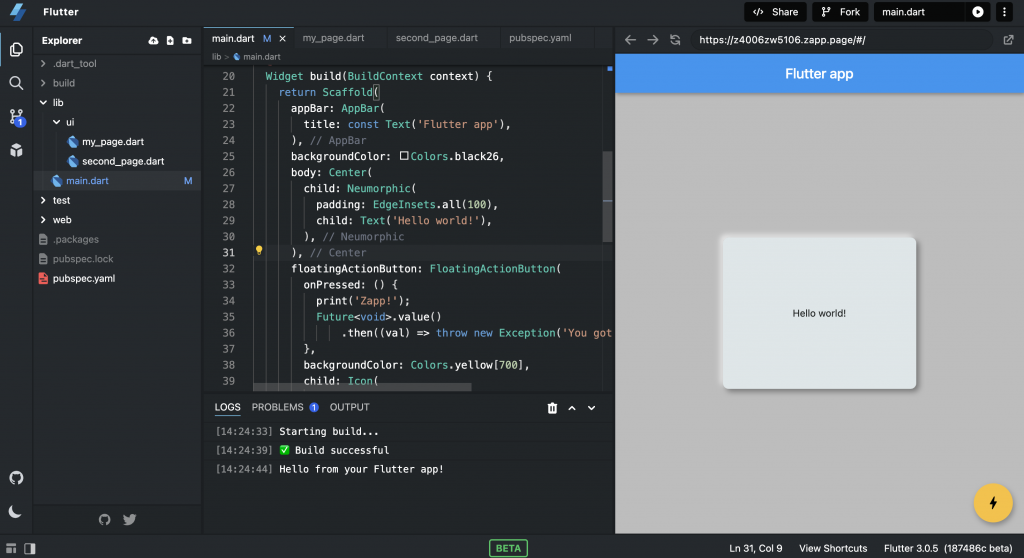 Flutter
Share
Fork
main.dart
Explorer
.dart_tool
build
lib
ui
my_page.dart
second_page.dart
main.dart M
test
web
.packages
pubspec.lock
pubspec.yaml
1
main.dart M
my_page.dart
second_page.dart
pubspec.yaml
lib > main.dart
20 Widget build(BuildContext context) {
21 return Scaffold(
22 appBar: AppBar(
23 title: const Text('Flutter app'),
24 ), // AppBar
25 backgroundColor: Colors.black26,
26 body: Center(
27 child: Neumorphic(
28 padding: EdgeInsets.all(100),
29 child: Text('Hello world!'),
30 ), // Neumorphic
31 ), // Center
32 floatingActionButton: FloatingActionButton(
33 onPressed: () {
34 print('Zapp!');
35 Future<void>.value()
36 .then((val) => throw new Exception('You got
37 },
38 backgroundColor: Colors.yellow[700],
39 child: Icon(
LOGS PROBLEMS 1 OUTPUT
[14:24:33] Starting build...
[14:24:39] ✅ Build successful
[14:24:44] Hello from your Flutter app!
https://z4006zw5106.zapp.page/#/
Flutter app
Hello world!
BETA
Ln 31, Col 9
View Shortcuts
Flutter 3.0.5 (187486c beta)